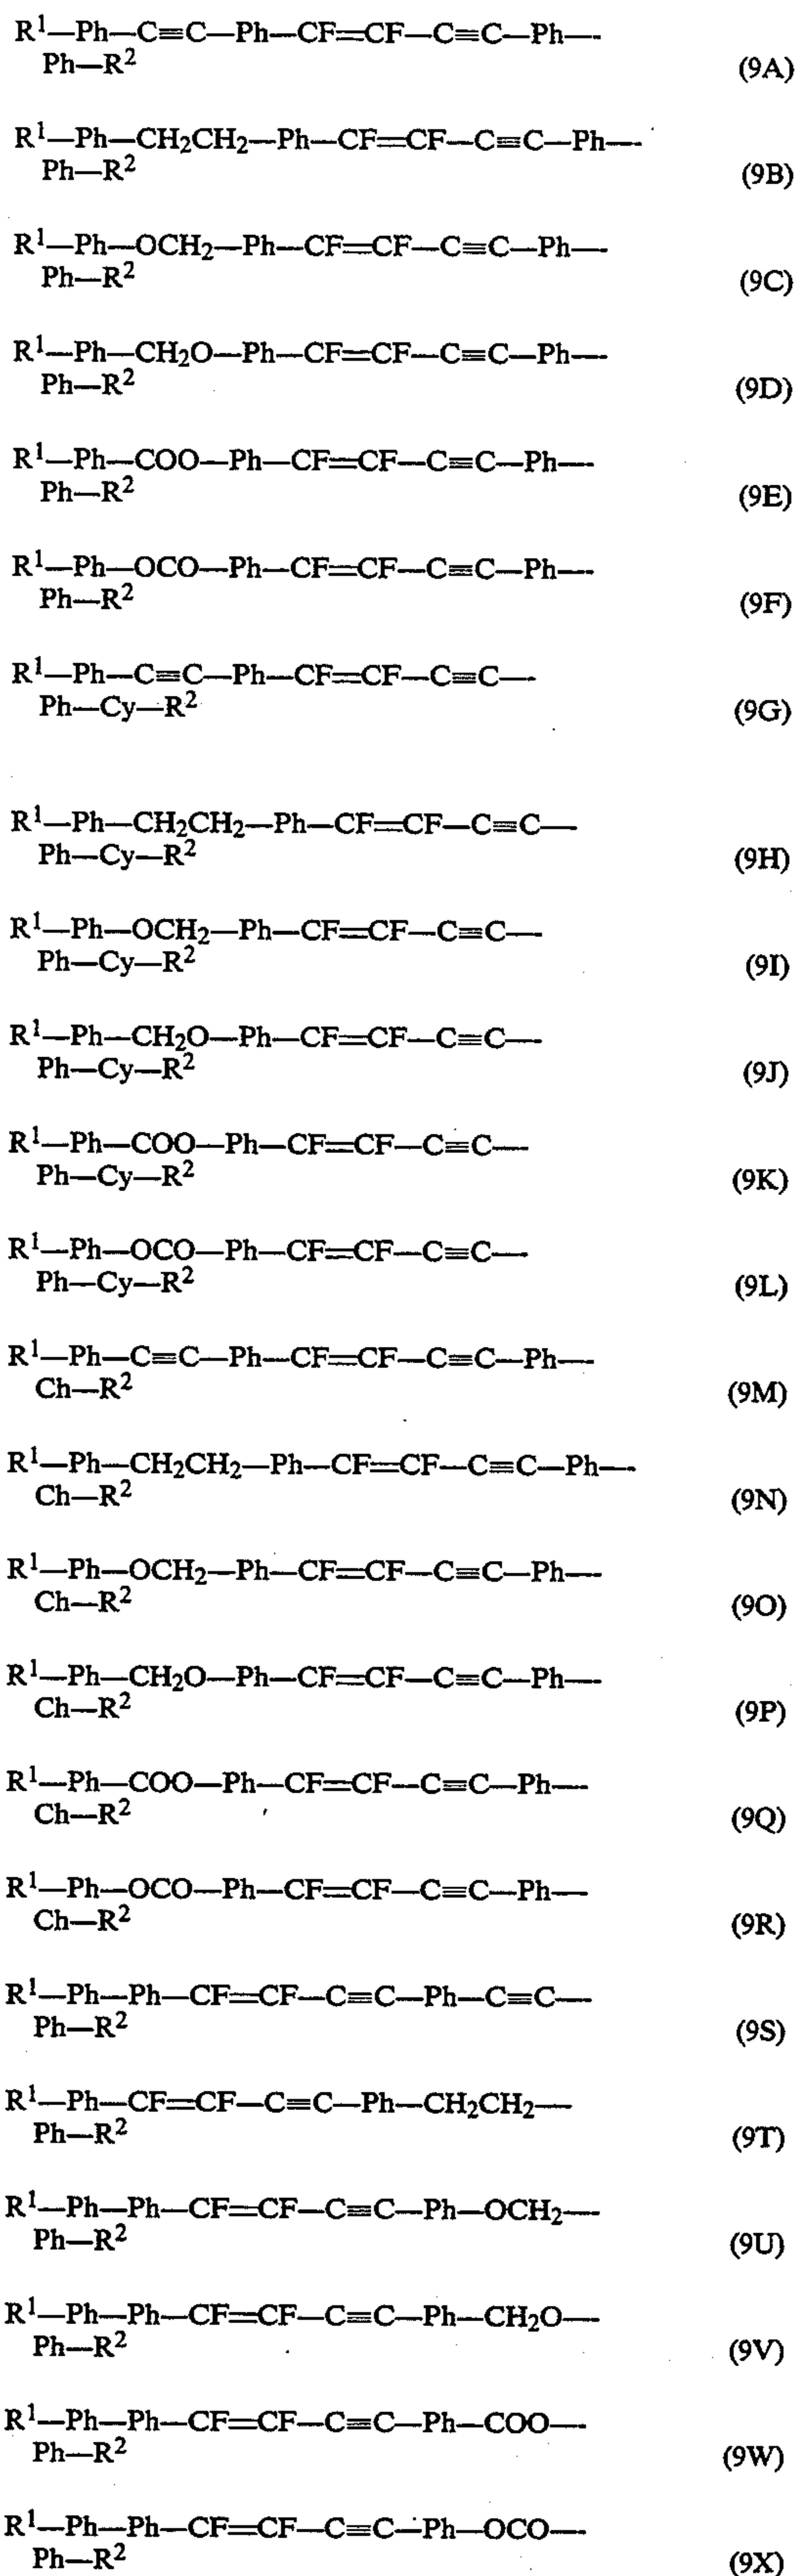 R¹—Ph—C≡C—Ph—CF=CF—C≡C—Ph—
Ph—R² (9A)
R¹—Ph—CH₂CH₂—Ph—CF=CF—C≡C—Ph—
Ph—R² (9B)
R¹—Ph—OCH₂—Ph—CF=CF—C≡C—Ph—
Ph—R² (9C)
R¹—Ph—CH₂O—Ph—CF=CF—C≡C—Ph—
Ph—R² (9D)
R¹—Ph—COO—Ph—CF=CF—C≡C—Ph—
Ph—R² (9E)
R¹—Ph—OCO—Ph—CF=CF—C≡C—Ph—
Ph—R² (9F)
R¹—Ph—C≡C—Ph—CF=CF—C≡C—
Ph—Cy—R² (9G)
R¹—Ph—CH₂CH₂—Ph—CF=CF—C≡C—
Ph—Cy—R² (9H)
R¹—Ph—OCH₂—Ph—CF=CF—C≡C—
Ph—Cy—R² (9I)
R¹—Ph—CH₂O—Ph—CF=CF—C≡C—
Ph—Cy—R² (9J)
R¹—Ph—COO—Ph—CF=CF—C≡C—
Ph—Cy—R² (9K)
R¹—Ph—OCO—Ph—CF=CF—C≡C—
Ph—Cy—R² (9L)
R¹—Ph—C≡C—Ph—CF=CF—C≡C—Ph—
Ch—R² (9M)
R¹—Ph—CH₂CH₂—Ph—CF=CF—C≡C—Ph—
Ch—R² (9N)
R¹—Ph—OCH₂—Ph—CF=CF—C≡C—Ph—
Ch—R² (9O)
R¹—Ph—CH₂O—Ph—CF=CF—C≡C—Ph—
Ch—R² (9P)
R¹—Ph—COO—Ph—CF=CF—C≡C—Ph—
Ch—R² (9Q)
R¹—Ph—OCO—Ph—CF=CF—C≡C—Ph—
Ch—R² (9R)
R¹—Ph—Ph—CF=CF—C≡C—Ph—C≡C—
Ph—R² (9S)
R¹—Ph—CF=CF—C≡C—Ph—CH₂CH₂—
Ph—R² (9T)
R¹—Ph—Ph—CF=CF—C≡C—Ph—OCH₂—
Ph—R² (9U)
R¹—Ph—Ph—CF=CF—C≡C—Ph—CH₂O—
Ph—R² (9V)
R¹—Ph—Ph—CF=CF—C≡C—Ph—COO—
Ph—R² (9W)
R¹—Ph—Ph—CF=CF—C≡C—Ph—OCO—
Ph—R² (9X)